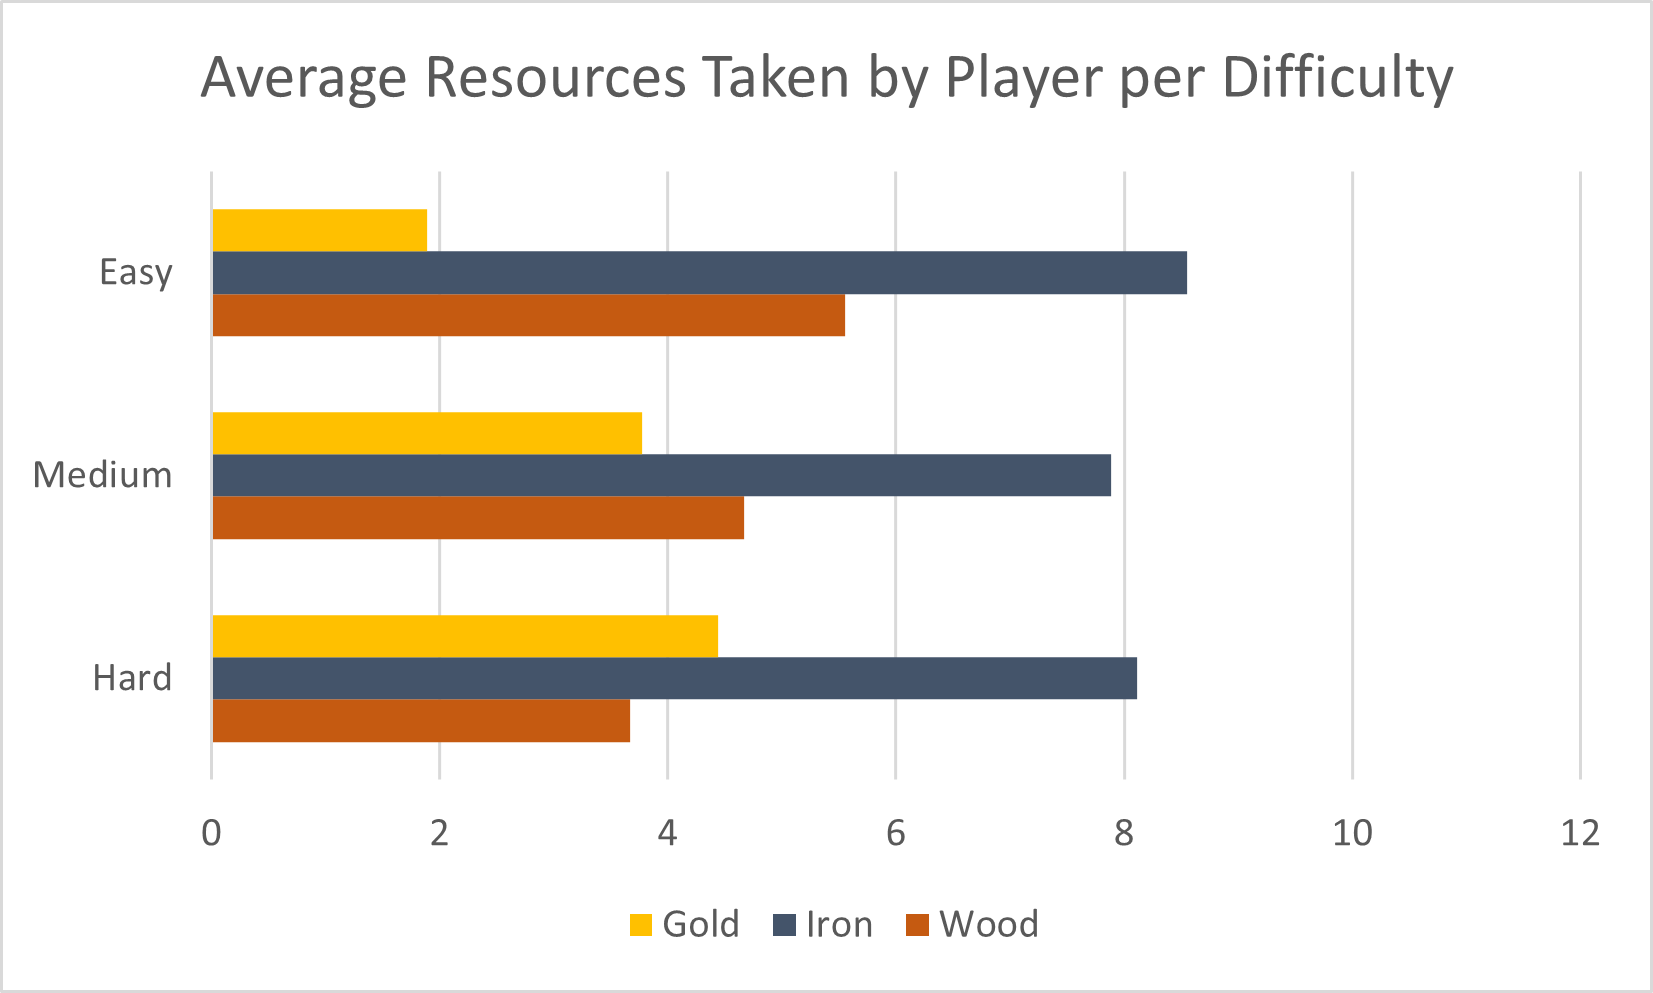 Average Resources Taken by Player per Difficulty
Easy
Medium
Hard
0 2 4 6 8 10 12
Gold Iron Wood